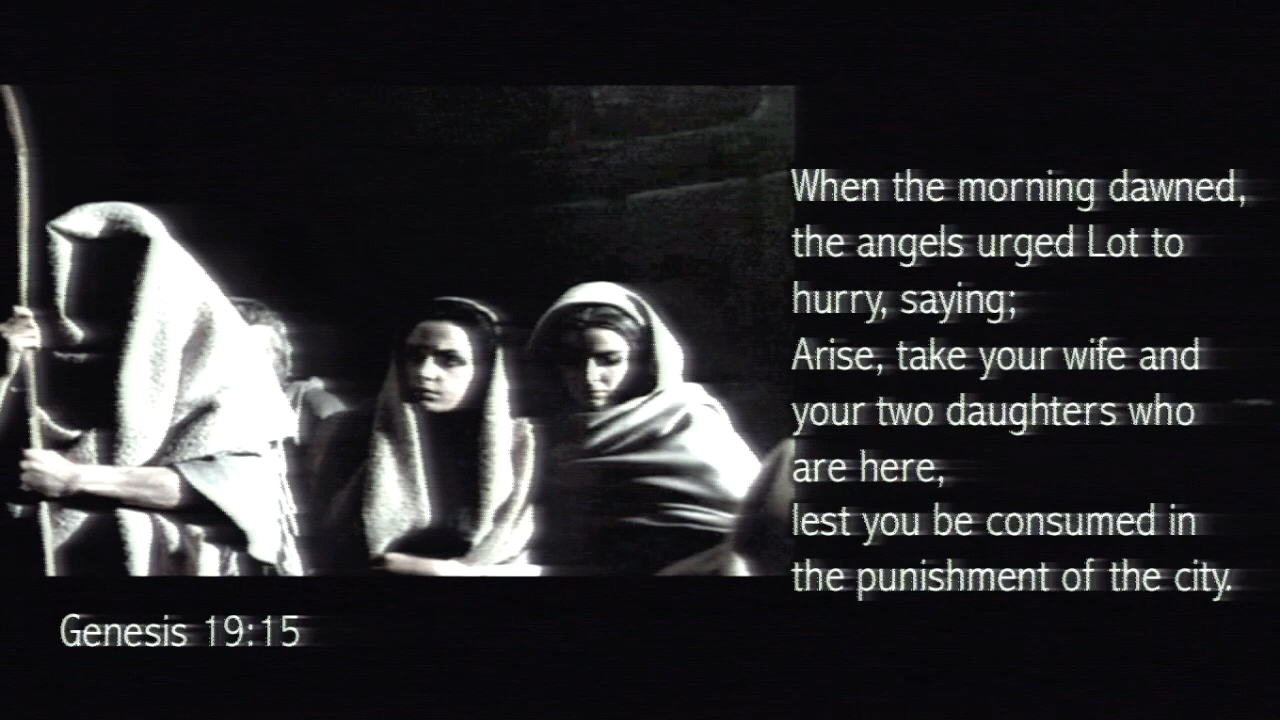 When the morning dawned,
the angels urged Lot to
hurry, saying;
Arise, take your wife and
your two daughters who
are here,
lest you be consumed in
the punishment of the city.
Genesis 19:15